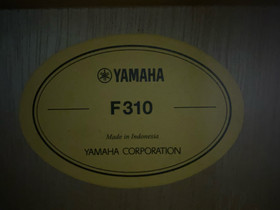 YAMAHA
F310
Made in Indonesia
YAMAHA CORPORATION